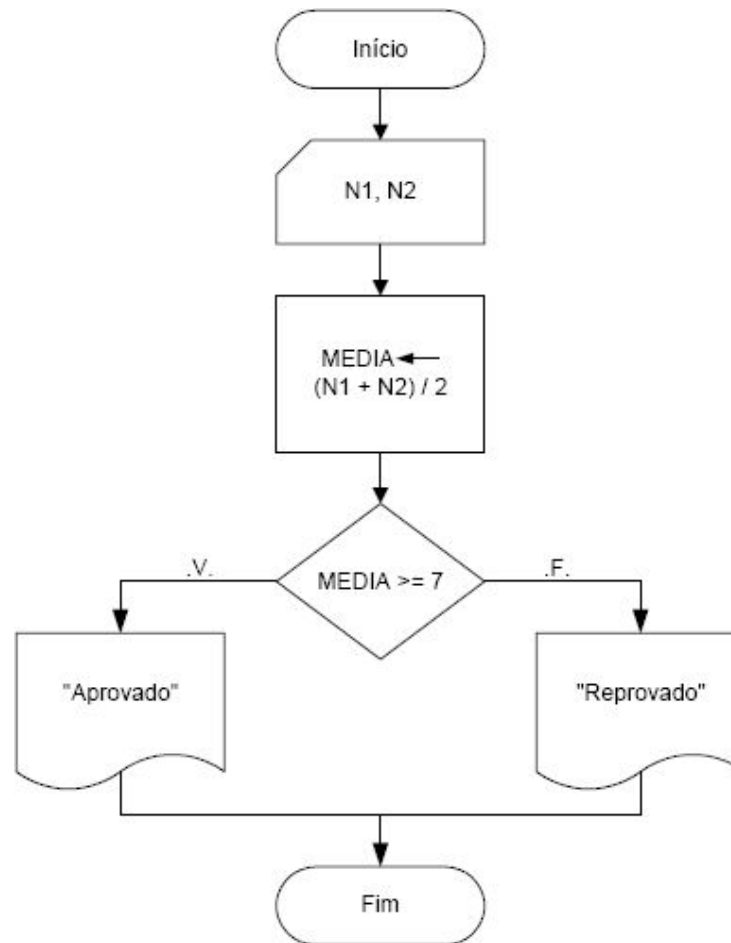 Início
N1, N2
MEDIA ←
(N1 + N2) / 2
MEDIA >= 7
.V.
.F.
"Aprovado"
"Reprovado"
Fim